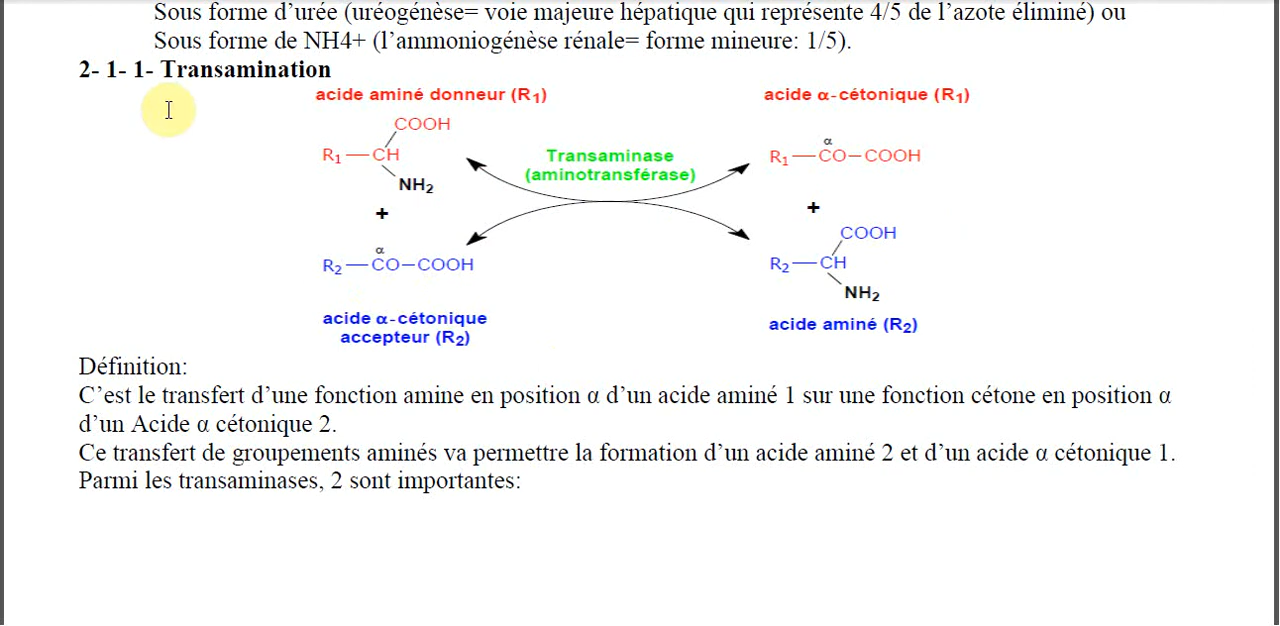 Sous forme d’urée (uréogénèse= voie majeure hépatique qui représente 4/5 de l’azote éliminé) ou
Sous forme de NH4+ (l’ammoniogénèse rénale= forme mineure: 1/5).
2- 1- 1- Transamination
acide aminé donneur (R1)
COOH
R1—CH
NH2
+
α
R2—CO—COOH
acide α-cétonique
accepteur (R2)
Transaminase
(aminotransférase)
acide α-cétonique (R1)
α
R1—CO—COOH
+
COOH
R2—CH
NH2
acide aminé (R2)
Définition:
C’est le transfert d’une fonction amine en position α d’un acide aminé 1 sur une fonction cétone en position α
d’un Acide α cétonique 2.
Ce transfert de groupements aminés va permettre la formation d’un acide aminé 2 et d’un acide α cétonique 1.
Parmi les transaminases, 2 sont importantes: